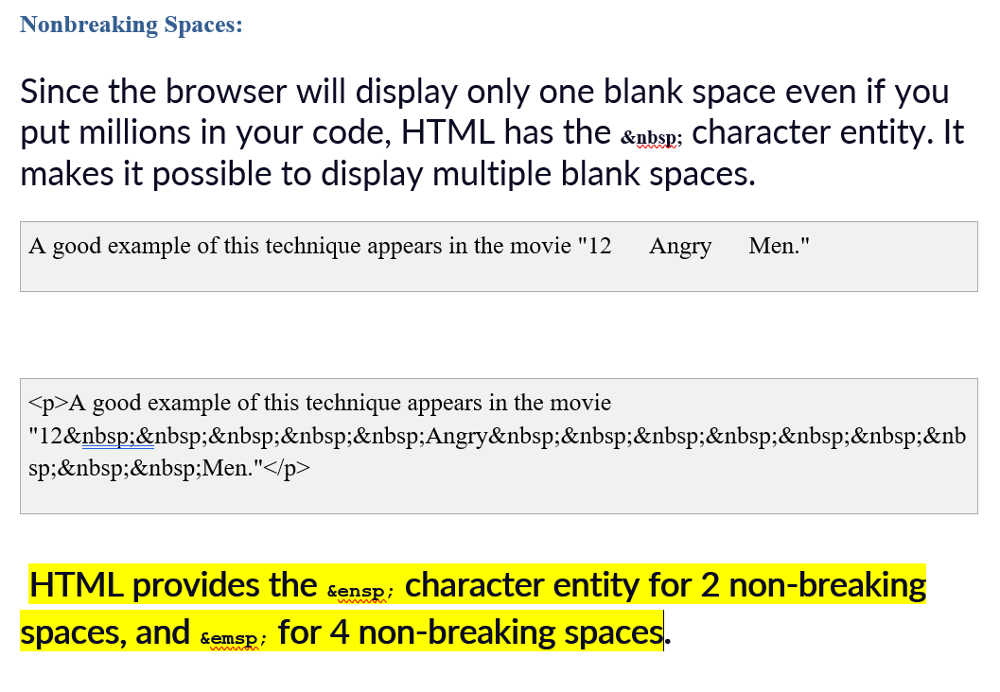 Nonbreaking Spaces:
Since the browser will display only one blank space even if you
put millions in your code, HTML has the &nbsp; character entity. It
makes it possible to display multiple blank spaces.
A good example of this technique appears in the movie "12      Angry      Men."
<p>A good example of this technique appears in the movie
"12&nbsp;&nbsp;&nbsp;&nbsp;&nbsp;Angry&nbsp;&nbsp;&nbsp;&nbsp;&nbsp;&nbsp;&nb
sp;&nbsp;&nbsp;Men."</p>
HTML provides the &ensp; character entity for 2 non-breaking
spaces, and &emsp; for 4 non-breaking spaces.